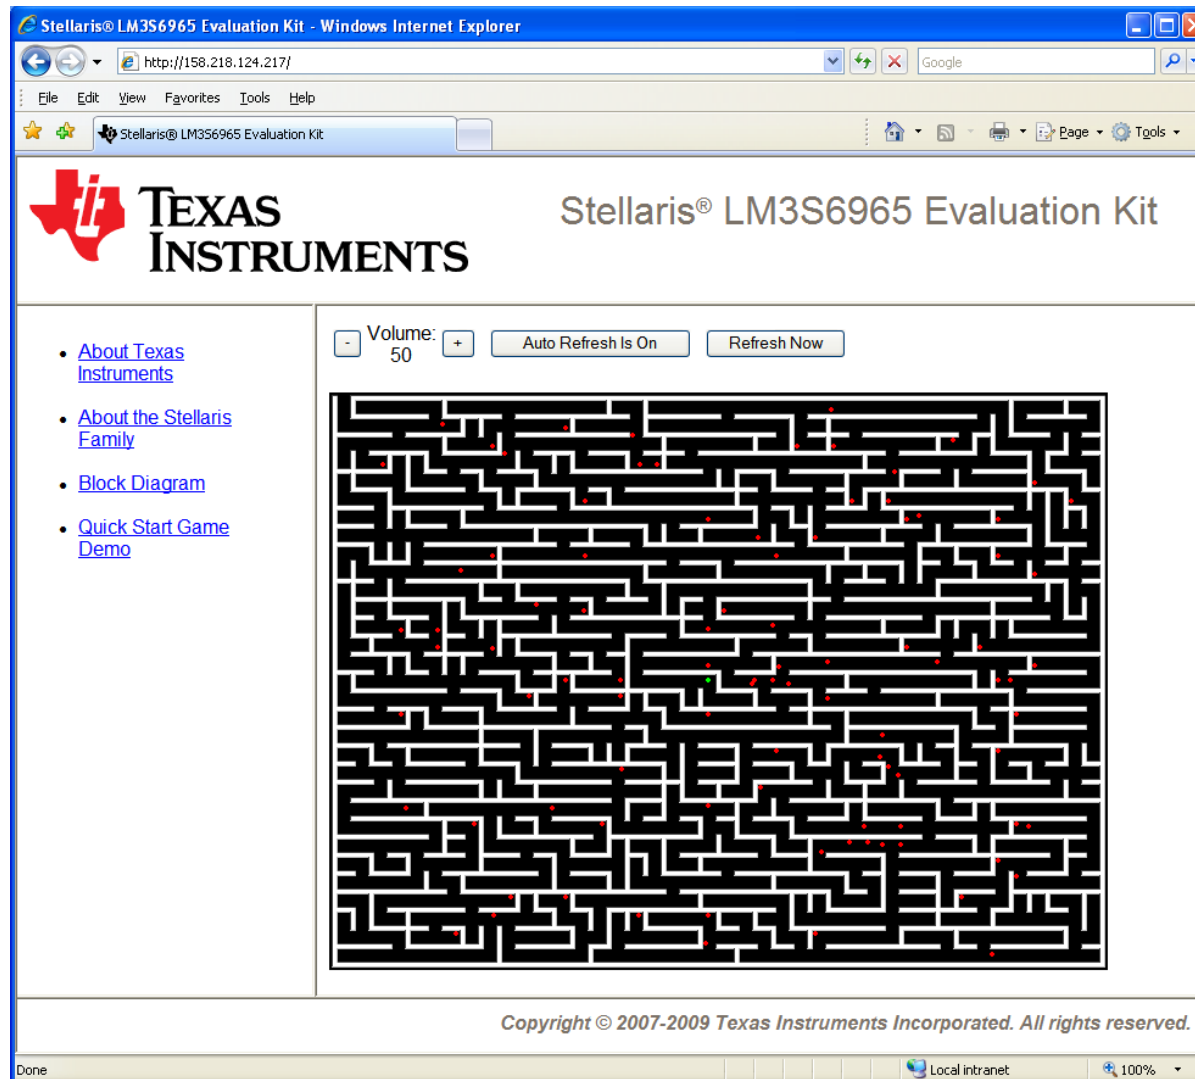 Stellaris® LM3S6965 Evaluation Kit - Windows Internet Explorer
http://158.218.124.217/
Google
File Edit View Favorites Tools Help
Stellaris® LM3S6965 Evaluation Kit
Page
Tools
TEXAS
INSTRUMENTS
Stellaris® LM3S6965 Evaluation Kit
About Texas
Instruments
About the Stellaris
Family
Block Diagram
Quick Start Game
Demo
- Volume: +
50
Auto Refresh Is On
Refresh Now
Copyright © 2007-2009 Texas Instruments Incorporated. All rights reserved.
Done
Local intranet
100%